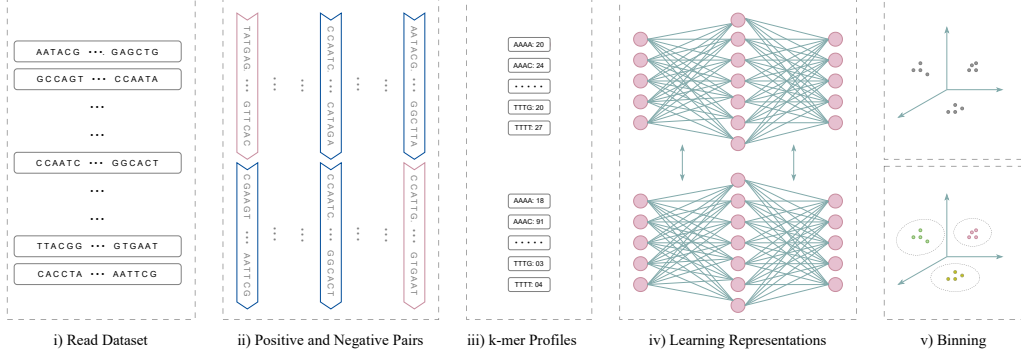 AATACG ••• GAGCTG
GCCAGT ••• CCAATA
•••
•••
CCAATC ••• GGCACT
•••
•••
TTACGG ••• GTGAAT
CACCTA ••• AATTCG
i) Read Dataset
TATGAG. ••• GTTCAC
CCAATC. ••• CATAGA
AATACG. ••• GGCTTA
CGAAGT ••• AATTCG
CCAATC. ••• GGCACT
CCATTG. ••• GTGAAT
ii) Positive and Negative Pairs
AAAA: 20
AAAC: 24
• • • • •
TTTG: 20
TTTT: 27
AAAA: 18
AAAC: 91
• • • • •
TTTG: 03
TTTT: 04
iii) k-mer Profiles
iv) Learning Representations
v) Binning